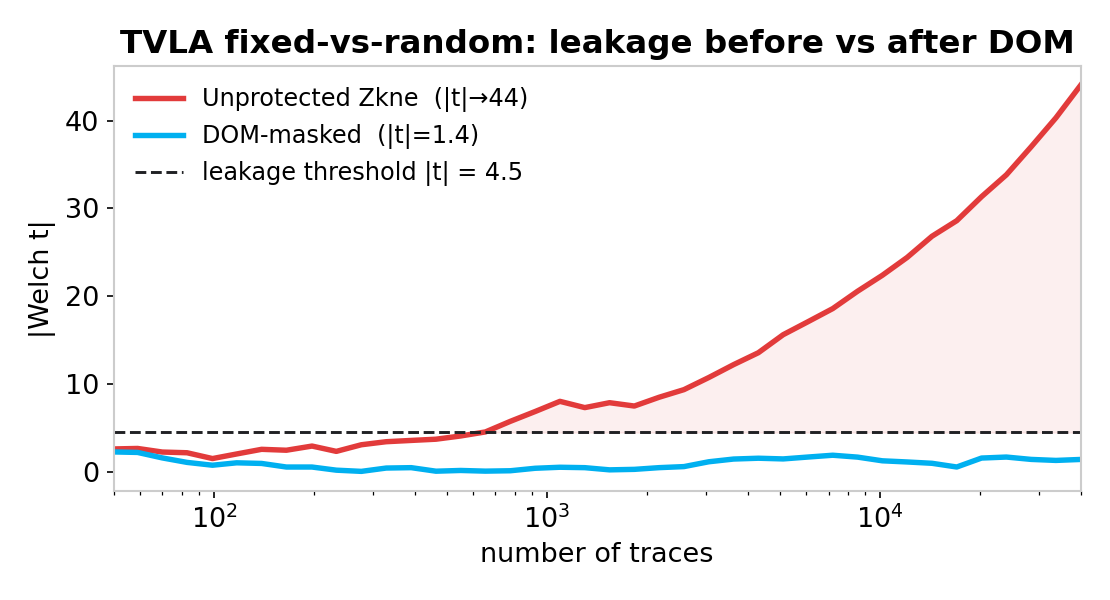 TVLA fixed-vs-random: leakage before vs after DOM
Unprotected Zkne (|t|→44)
DOM-masked (|t|=1.4)
leakage threshold |t| = 4.5
|Welch t|
40
30
20
10
0
10² 10³ 10⁴
number of traces